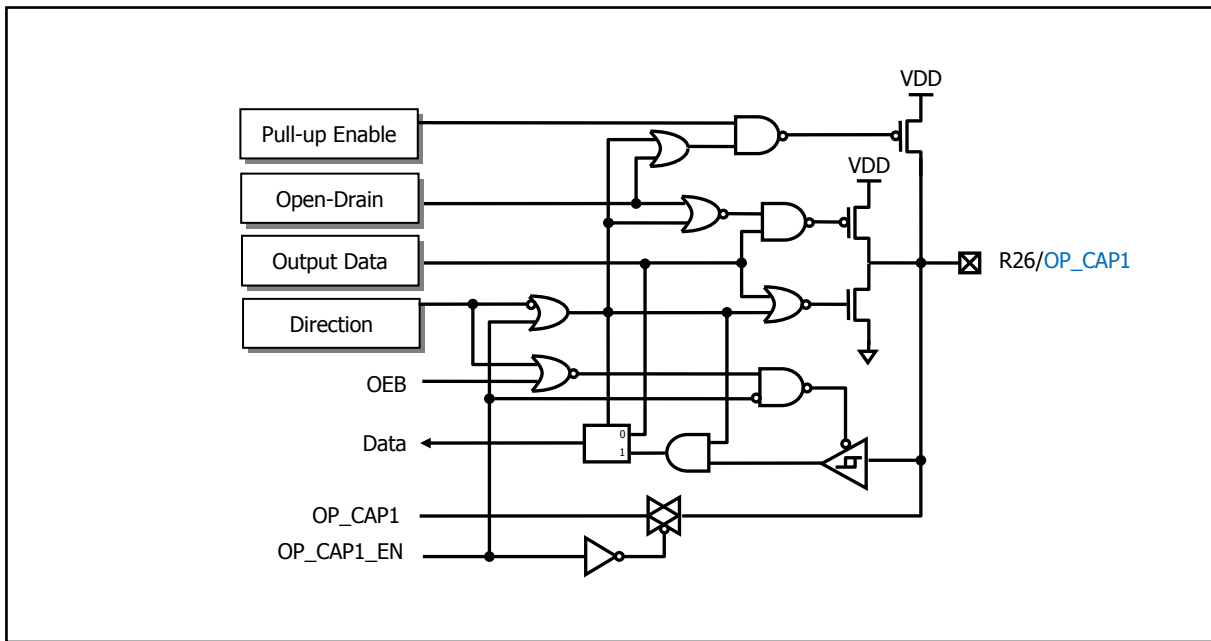 VDD
Pull-up Enable
VDD
Open-Drain
Output Data
R26/OP_CAP1
Direction
OEB
Data
0
1
OP_CAP1
OP_CAP1_EN